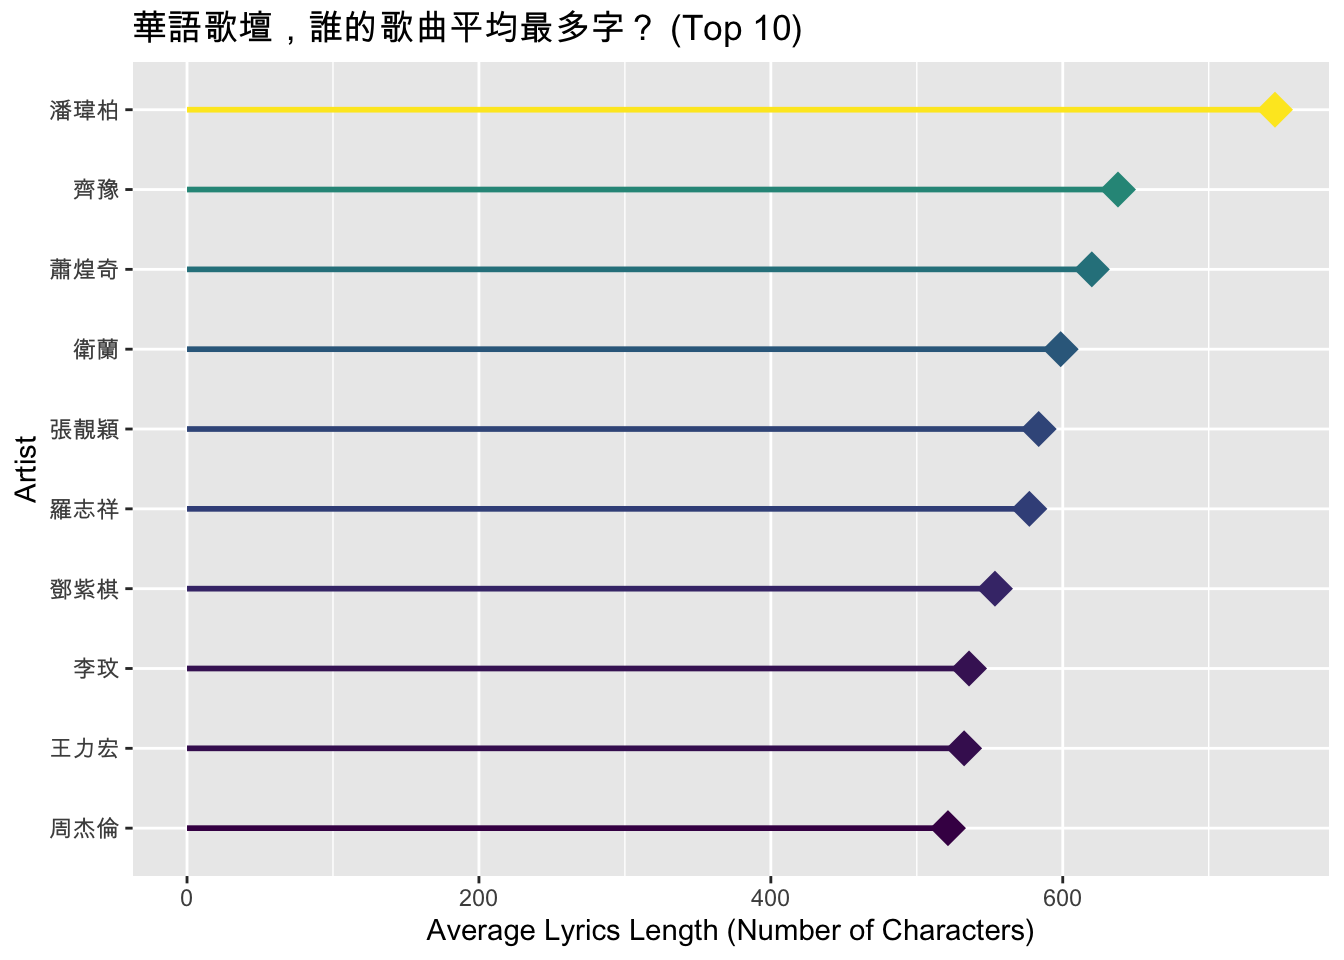 華語歌壇，誰的歌曲平均最多字？ (Top 10)
潘瑋柏
齊豫
蕭煌奇
衛蘭
張靚穎
羅志祥
鄧紫棋
李玟
王力宏
周杰倫
Artist
0 200 400 600
Average Lyrics Length (Number of Characters)